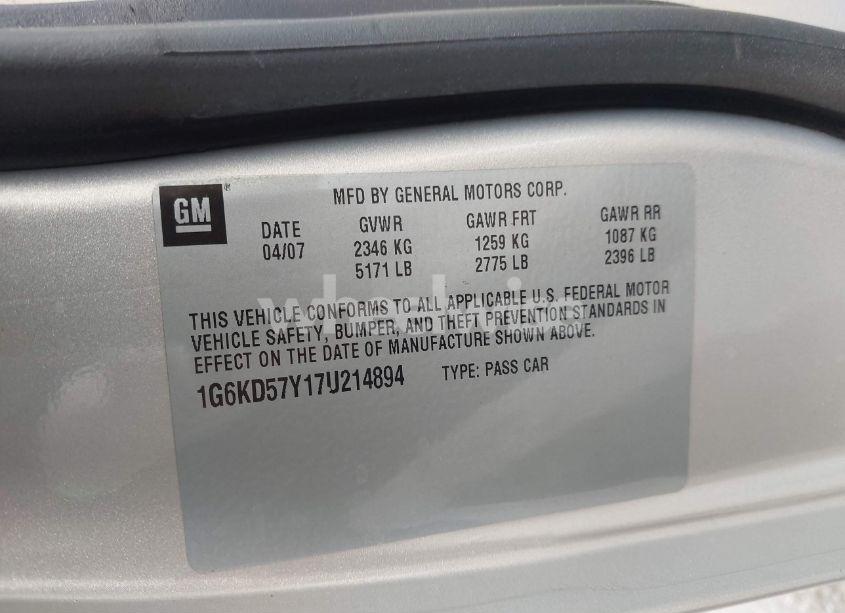 GM
MFD BY GENERAL MOTORS CORP.
DATE GVWR GAWR FRT GAWR RR
04/07 2346 KG 1259 KG 1087 KG
5171 LB 2775 LB 2396 LB
THIS VEHICLE CONFORMS TO ALL APPLICABLE U.S. FEDERAL MOTOR
VEHICLE SAFETY, BUMPER, AND THEFT PREVENTION STANDARDS IN
EFFECT ON THE DATE OF MANUFACTURE SHOWN ABOVE.
1G6KD57Y17U214894 TYPE: PASS CAR